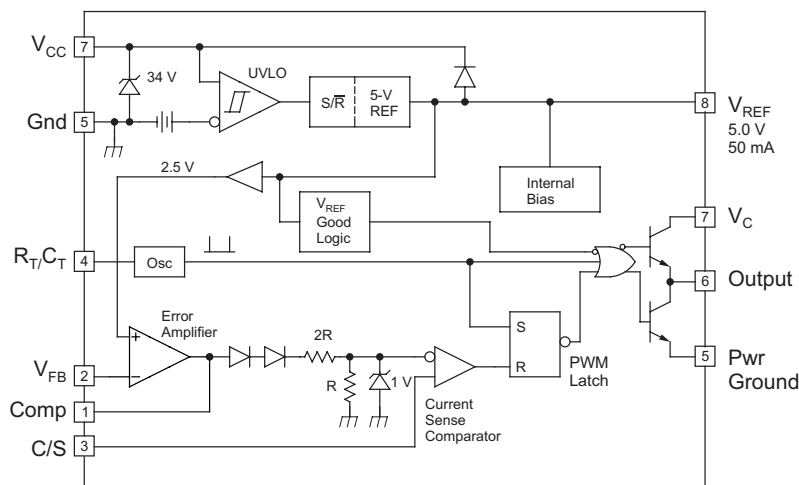 V_CC
7
34 V
UVLO
S/R̅
5-V
REF
8
V_REF
5.0 V
50 mA
Gnd
5
2.5 V
V_REF
Good
Logic
Internal
Bias
7
V_C
R_T/C_T
4
Osc
6
Output
Error
Amplifier
+
−
2R
R
1 V
S
R
PWM
Latch
5
Pwr
Ground
V_FB
2
Comp
1
Current
Sense
Comparator
C/S
3